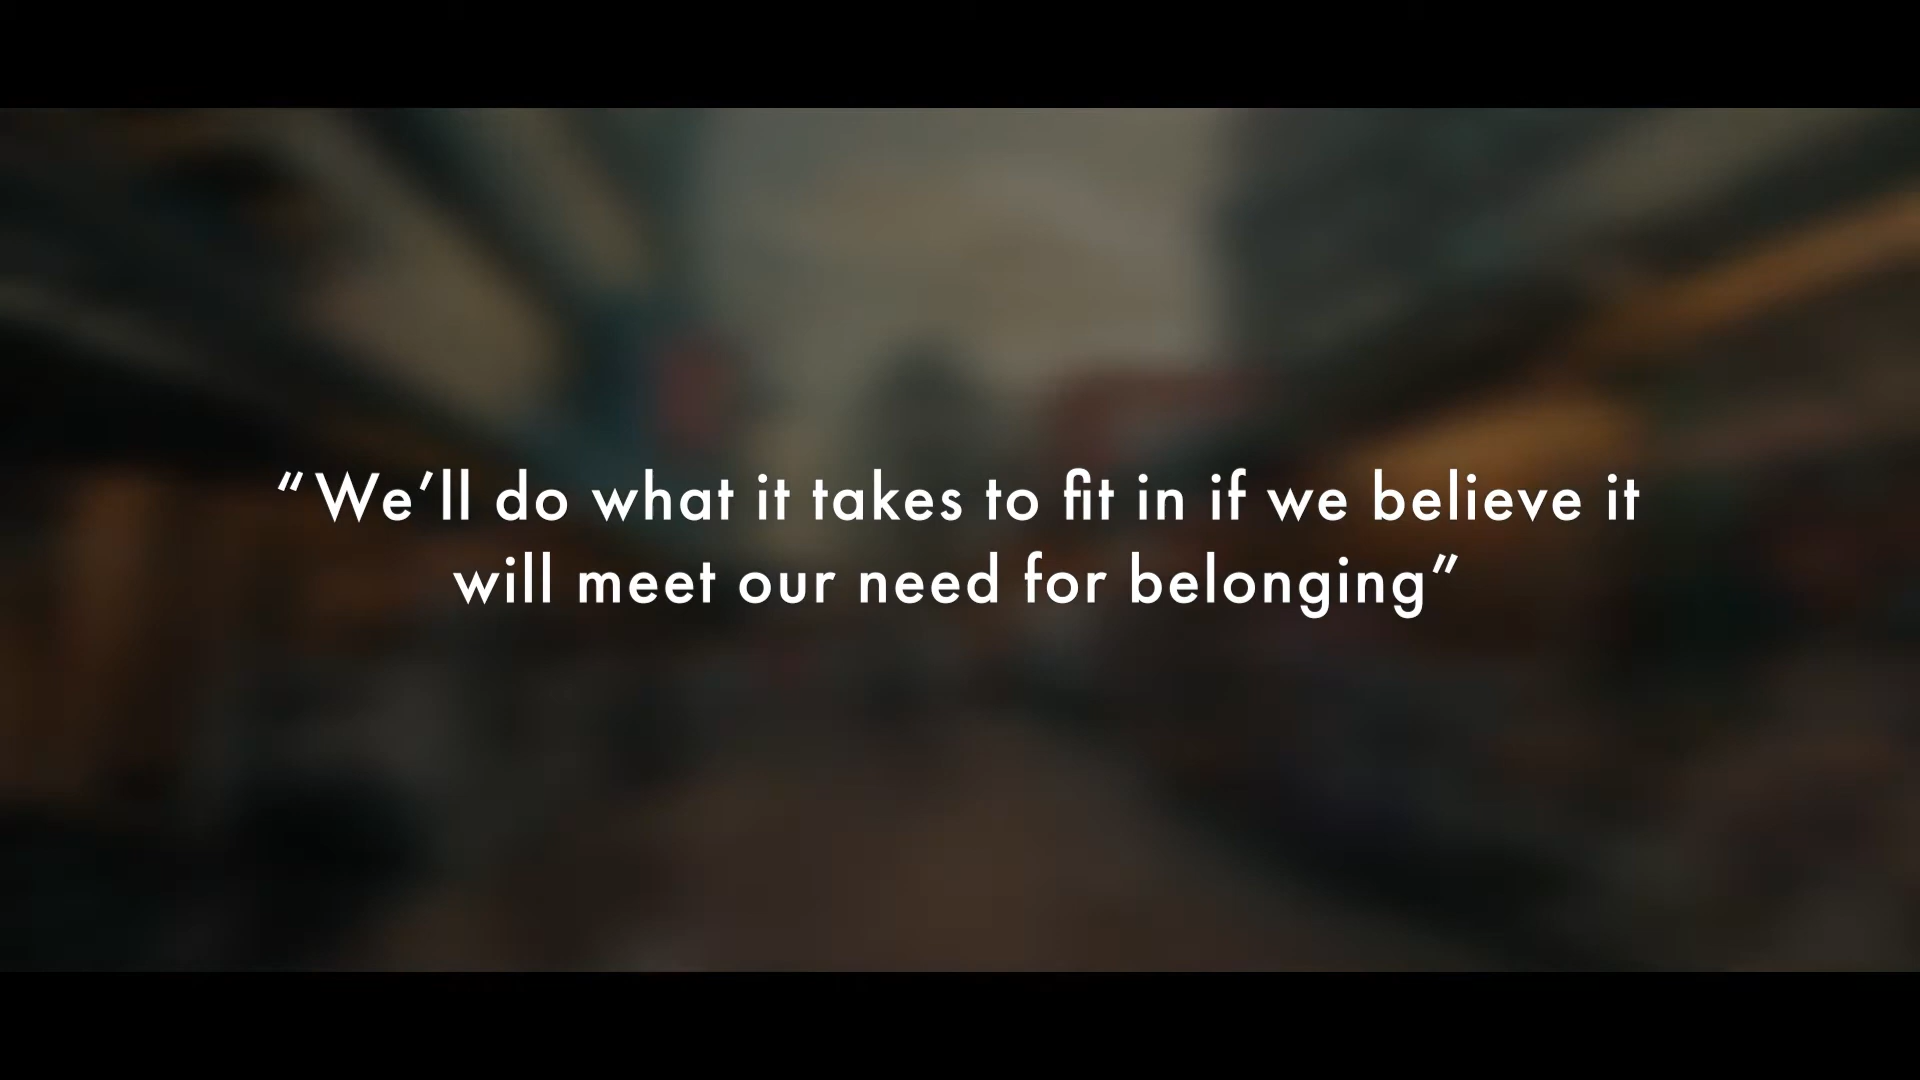 “We’ll do what it takes to fit in if we believe it
will meet our need for belonging”